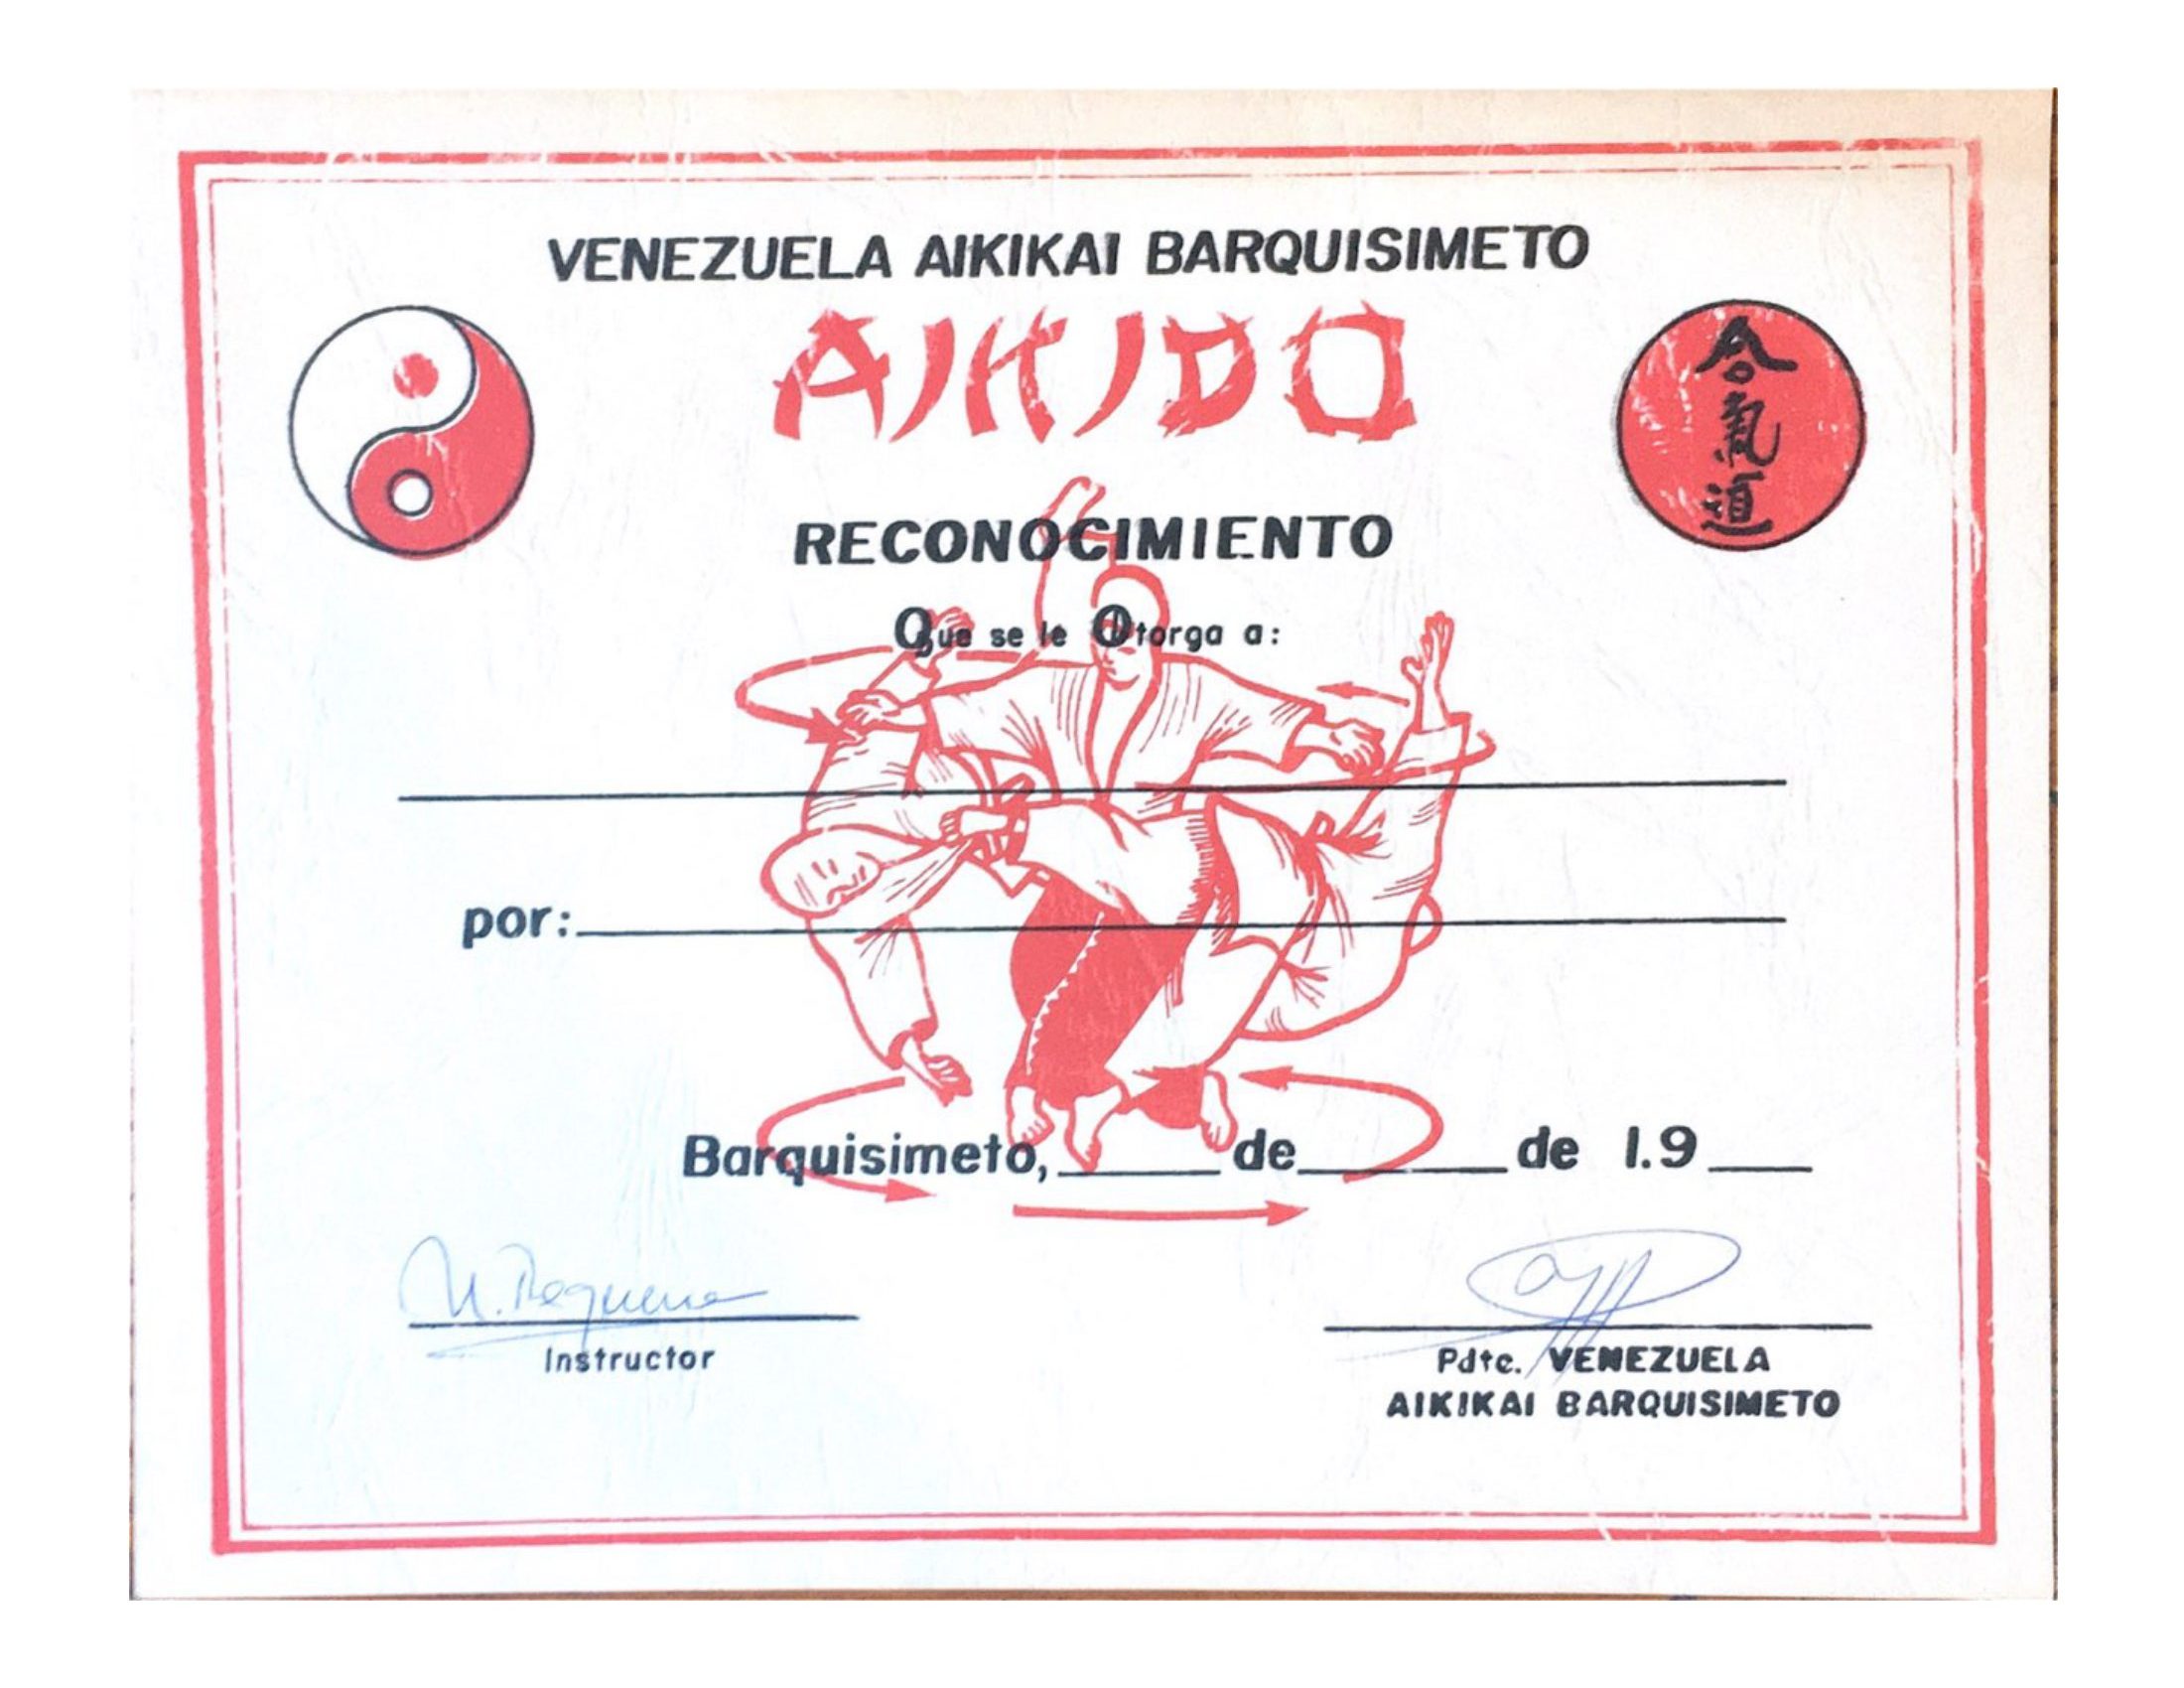 VENEZUELA AIKIKAI BARQUISIMETO
AIKIDO
合氣道
RECONOCIMIENTO
Que se le Otorga a:
por:
Barquisimeto, de de 1.9
Requena
Instructor
Pdte. VENEZUELA
AIKIKAI BARQUISIMETO